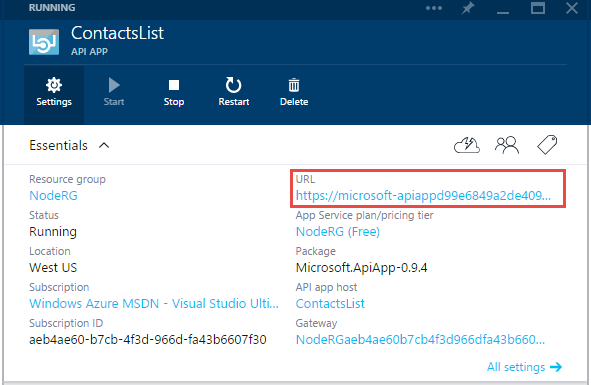 RUNNING
ContactsList
API APP
Settings
Start
Stop
Restart
Delete
Essentials
Resource group
NodeRG
URL
https://microsoft-apiappd99e6849a2de409...
Status
Running
App Service plan/pricing tier
NodeRG (Free)
Location
West US
Package
Microsoft.ApiApp-0.9.4
Subscription
Windows Azure MSDN - Visual Studio Ulti...
API app host
ContactsList
Subscription ID
aeb4ae60-b7cb-4f3d-966d-fa43b6607f30
Gateway
NodeRGaeb4ae60b7cb4f3d966dfa43b660...
All settings